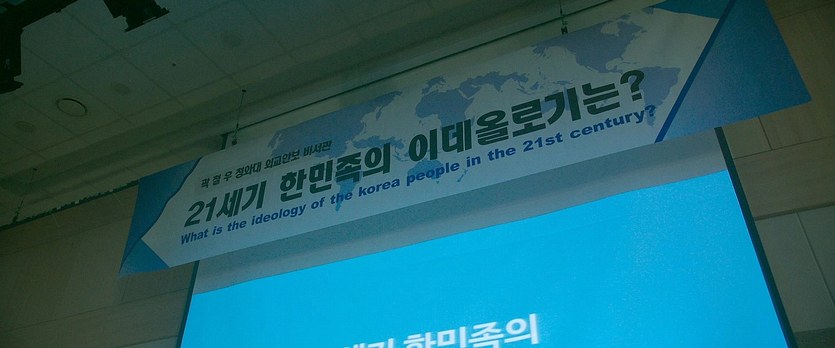 곽 결 우 청와대 외교안보 비서관
21세기 한민족의 이데올로기는?
What is the ideology of the korea people in the 21st century?
한민족의